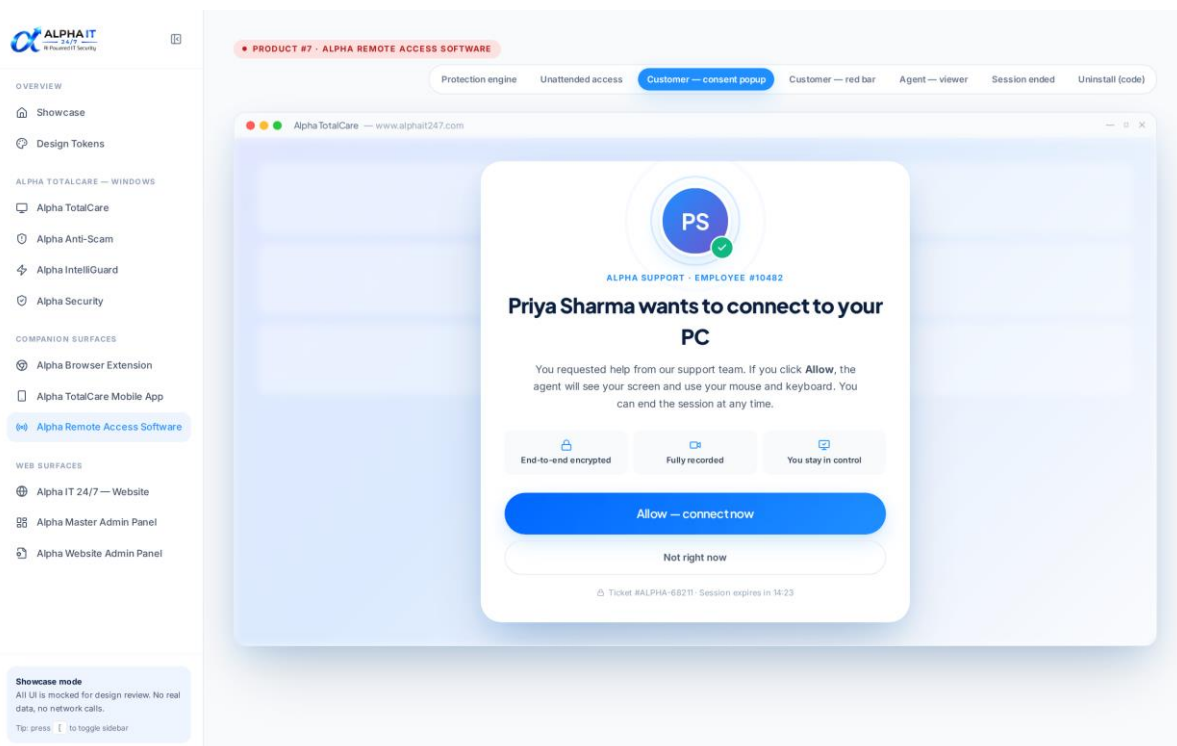 ALPHA IT
24/7
AI-Powered IT Security
OVERVIEW
Showcase
Design Tokens
ALPHA TOTALCARE — WINDOWS
Alpha TotalCare
Alpha Anti-Scam
Alpha IntelliGuard
Alpha Security
COMPANION SURFACES
Alpha Browser Extension
Alpha TotalCare Mobile App
Alpha Remote Access Software
WEB SURFACES
Alpha IT 24/7 — Website
Alpha Master Admin Panel
Alpha Website Admin Panel
Showcase mode
All UI is mocked for design review. No real
data, no network calls.
Tip: press [ to toggle sidebar
PRODUCT #7 · ALPHA REMOTE ACCESS SOFTWARE
Protection engine Unattended access Customer — consent popup Customer — red bar Agent — viewer Session ended Uninstall (code)
Alpha TotalCare — www.alphait247.com
PS
ALPHA SUPPORT · EMPLOYEE #10482
Priya Sharma wants to connect to your
PC
You requested help from our support team. If you click Allow, the
agent will see your screen and use your mouse and keyboard. You
can end the session at any time.
End-to-end encrypted Fully recorded You stay in control
Allow — connect now
Not right now
Ticket #ALPHA-68211 · Session expires in 14:23